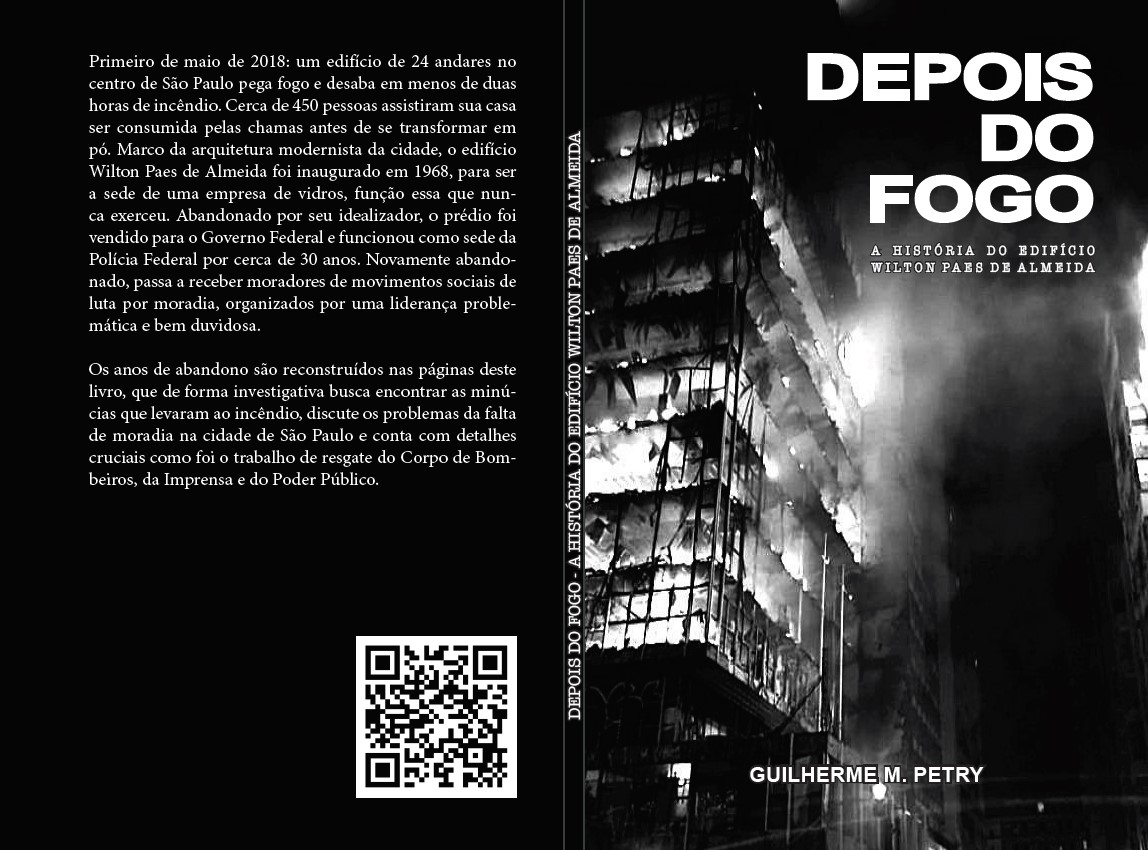 Primeiro de maio de 2018: um edifício de 24 andares no
centro de São Paulo pega fogo e desaba em menos de duas
horas de incêndio. Cerca de 450 pessoas assistiram sua casa
ser consumida pelas chamas antes de se transformar em
pó. Marco da arquitetura modernista da cidade, o edifício
Wilton Paes de Almeida foi inaugurado em 1968, para ser
a sede de uma empresa de vidros, função essa que nun-
ca exerceu. Abandonado por seu idealizador, o prédio foi
vendido para o Governo Federal e funcionou como sede da
Polícia Federal por cerca de 30 anos. Novamente abando-
nado, passa a receber moradores de movimentos sociais de
luta por moradia, organizados por uma liderança proble-
mática e bem duvidosa.
Os anos de abandono são reconstruídos nas páginas deste
livro, que de forma investigativa busca encontrar as minú-
cias que levaram ao incêndio, discute os problemas da falta
de moradia na cidade de São Paulo e conta com detalhes
cruciais como foi o trabalho de resgate do Corpo de Bom-
beiros, da Imprensa e do Poder Público.
DEPOIS DO FOGO - A HISTÓRIA DO EDIFÍCIO WILTON PAES DE ALMEIDA
DEPOIS
DO
FOGO
A HISTÓRIA DO EDIFÍCIO
WILTON PAES DE ALMEIDA
GUILHERME M. PETRY